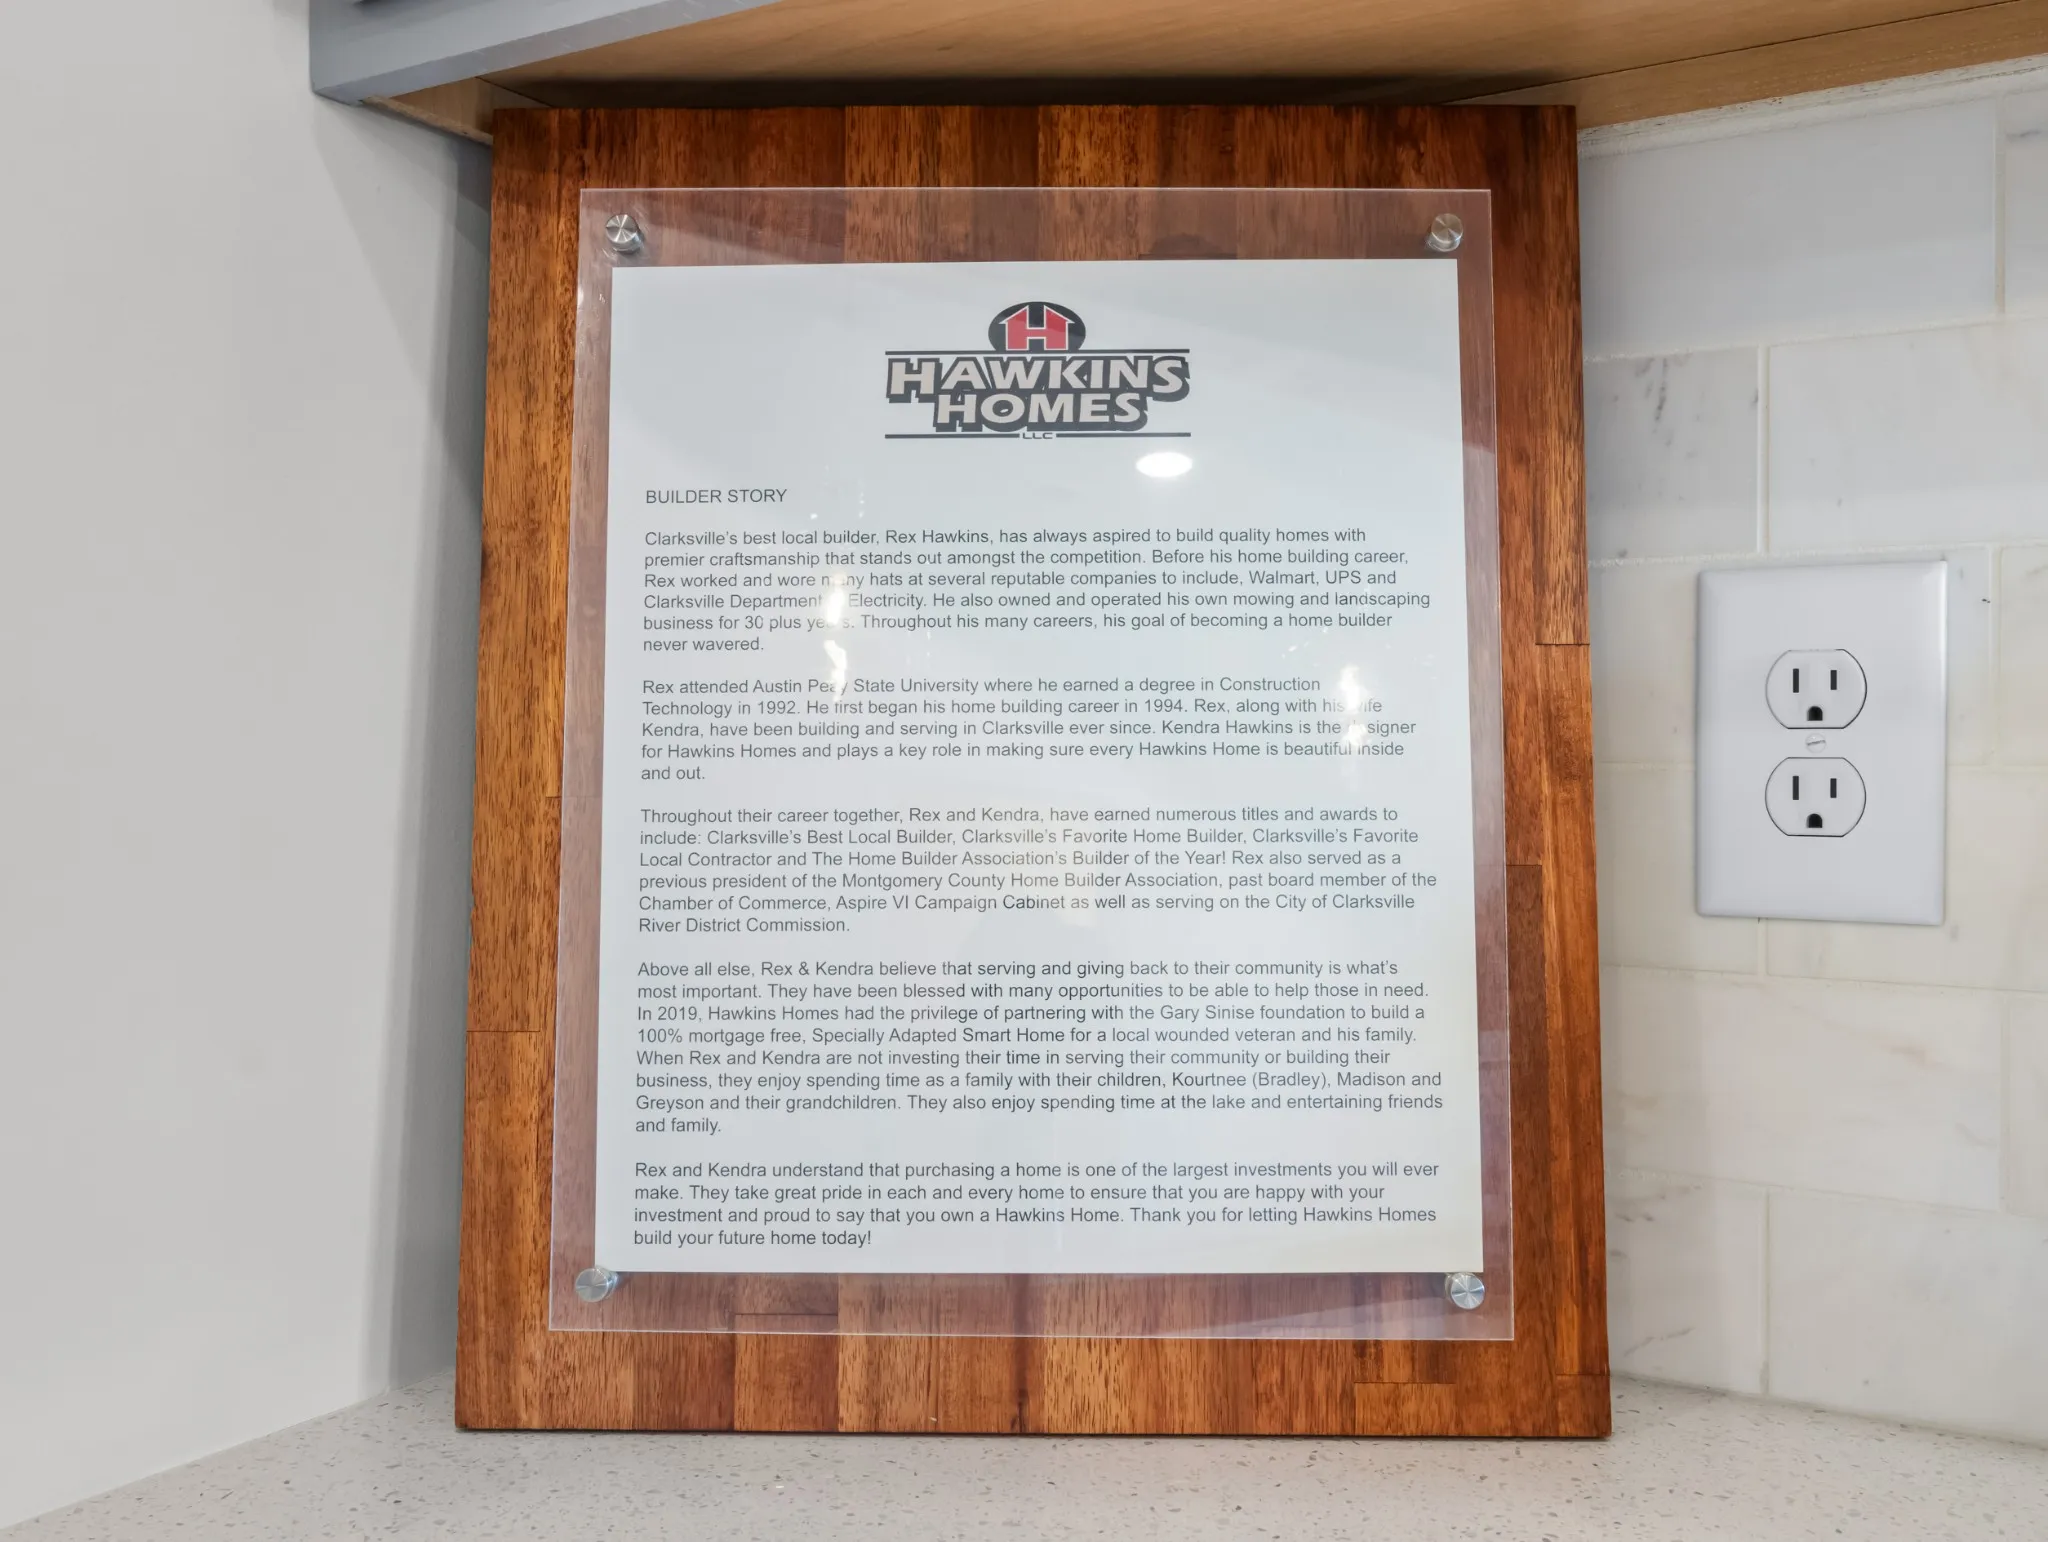 H
HAWKINS
HOMES
LLC
BUILDER STORY
Clarksville's best local builder, Rex Hawkins, has always aspired to build quality homes with
premier craftsmanship that stands out amongst the competition. Before his home building career,
Rex worked and wore many hats at several reputable companies to include, Walmart, UPS and
Clarksville Department Electricity. He also owned and operated his own mowing and landscaping
business for 30 plus years. Throughout his many careers, his goal of becoming a home builder
never wavered.
Rex attended Austin Peay State University where he earned a degree in Construction
Technology in 1992. He first began his home building career in 1994. Rex, along with his wife
Kendra, have been building and serving in Clarksville ever since. Kendra Hawkins is the designer
for Hawkins Homes and plays a key role in making sure every Hawkins Home is beautiful inside
and out.
Throughout their career together, Rex and Kendra, have earned numerous titles and awards to
include: Clarksville's Best Local Builder, Clarksville's Favorite Home Builder, Clarksville's Favorite
Local Contractor and The Home Builder Association's Builder of the Year! Rex also served as a
previous president of the Montgomery County Home Builder Association, past board member of the
Chamber of Commerce, Aspire VI Campaign Cabinet as well as serving on the City of Clarksville
River District Commission.
Above all else, Rex & Kendra believe that serving and giving back to their community is what's
most important. They have been blessed with many opportunities to be able to help those in need.
In 2019, Hawkins Homes had the privilege of partnering with the Gary Sinise foundation to build a
100% mortgage free, Specially Adapted Smart Home for a local wounded veteran and his family.
When Rex and Kendra are not investing their time in serving their community or building their
business, they enjoy spending time as a family with their children, Kourtnee (Bradley), Madison and
Greyson and their grandchildren. They also enjoy spending time at the lake and entertaining friends
and family.
Rex and Kendra understand that purchasing a home is one of the largest investments you will ever
make. They take great pride in each and every home to ensure that you are happy with your
investment and proud to say that you own a Hawkins Home. Thank you for letting Hawkins Homes
build your future home today!